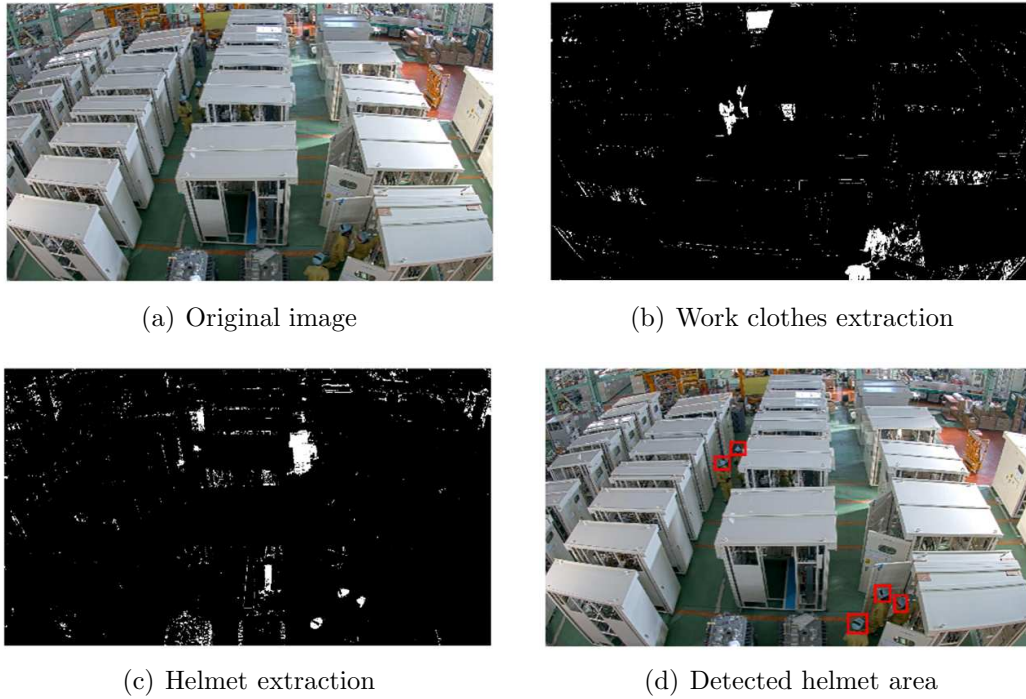 (a) Original image
(b) Work clothes extraction
(c) Helmet extraction
(d) Detected helmet area